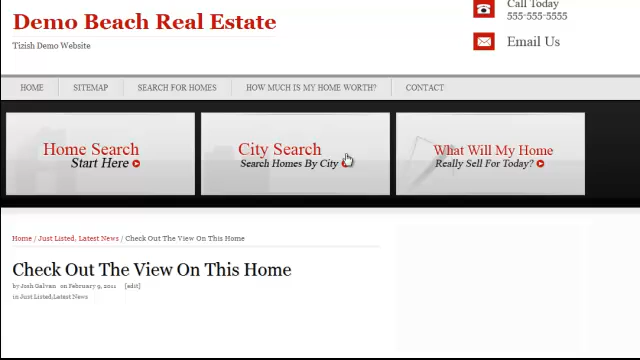 Demo Beach Real Estate
Tizish Demo Website
Call Today
555-555-5555
Email Us
HOME SITEMAP SEARCH FOR HOMES HOW MUCH IS MY HOME WORTH? CONTACT
Home Search
Start Here
City Search
Search Homes By City
What Will My Home
Really Sell For Today?
Home / Just Listed, Latest News / Check Out The View On This Home
Check Out The View On This Home
by Josh Galvan on February 9, 2011 [edit]
in Just Listed,Latest News